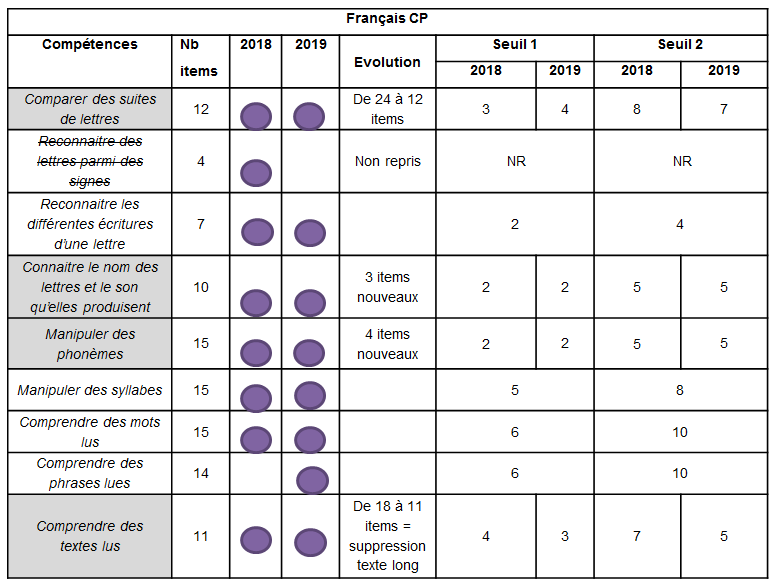 Français CP
Compétences
Nb
items
2018
2019
Evolution
Seuil 1
Seuil 2
2018
2019
2018
2019
Comparer des suites
de lettres
12
De 24 à 12
items
3
4
8
7
Reconnaitre des
lettres parmi des
signes
4
Non repris
NR
NR
Reconnaitre les
différentes écritures
d'une lettre
7
2
4
Connaitre le nom des
lettres et le son
qu'elles produisent
10
3 items
nouveaux
2
2
5
5
Manipuler des
phonèmes
15
4 items
nouveaux
2
2
5
5
Manipuler des syllabes
15
5
8
Comprendre des mots
lus
15
6
10
Comprendre des
phrases lues
14
6
10
Comprendre des
textes lus
11
De 18 à 11
items =
suppression
texte long
4
3
7
5